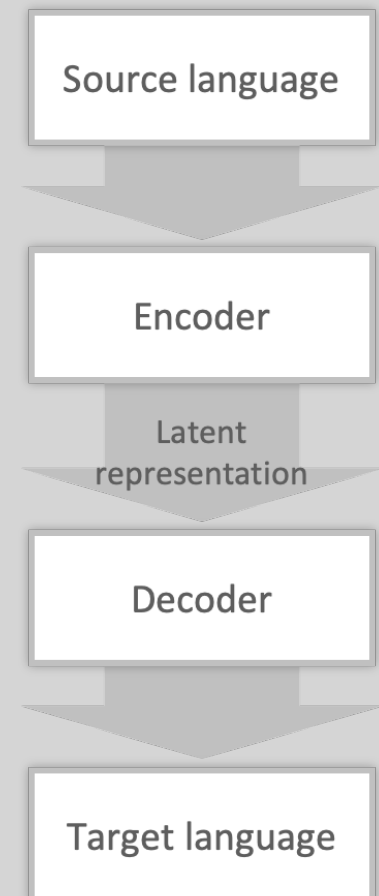 Source language
Encoder
Latent
representation
Decoder
Target language